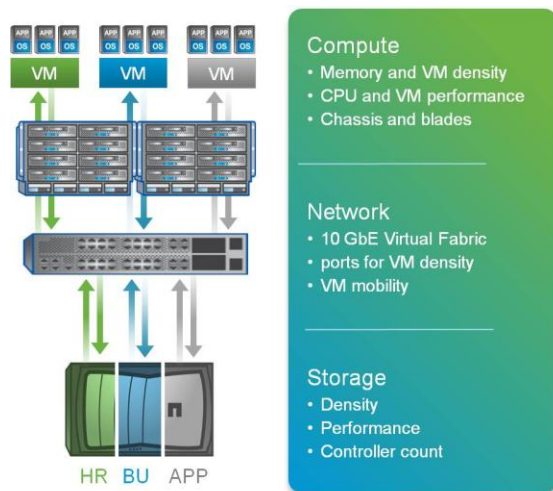 APP APP APP APP APP APP APP APP APP
OS OS OS OS OS OS OS OS OS
VM VM VM
HR BU APP
Compute
• Memory and VM density
• CPU and VM performance
• Chassis and blades
Network
• 10 GbE Virtual Fabric
• ports for VM density
• VM mobility
Storage
• Density
• Performance
• Controller count